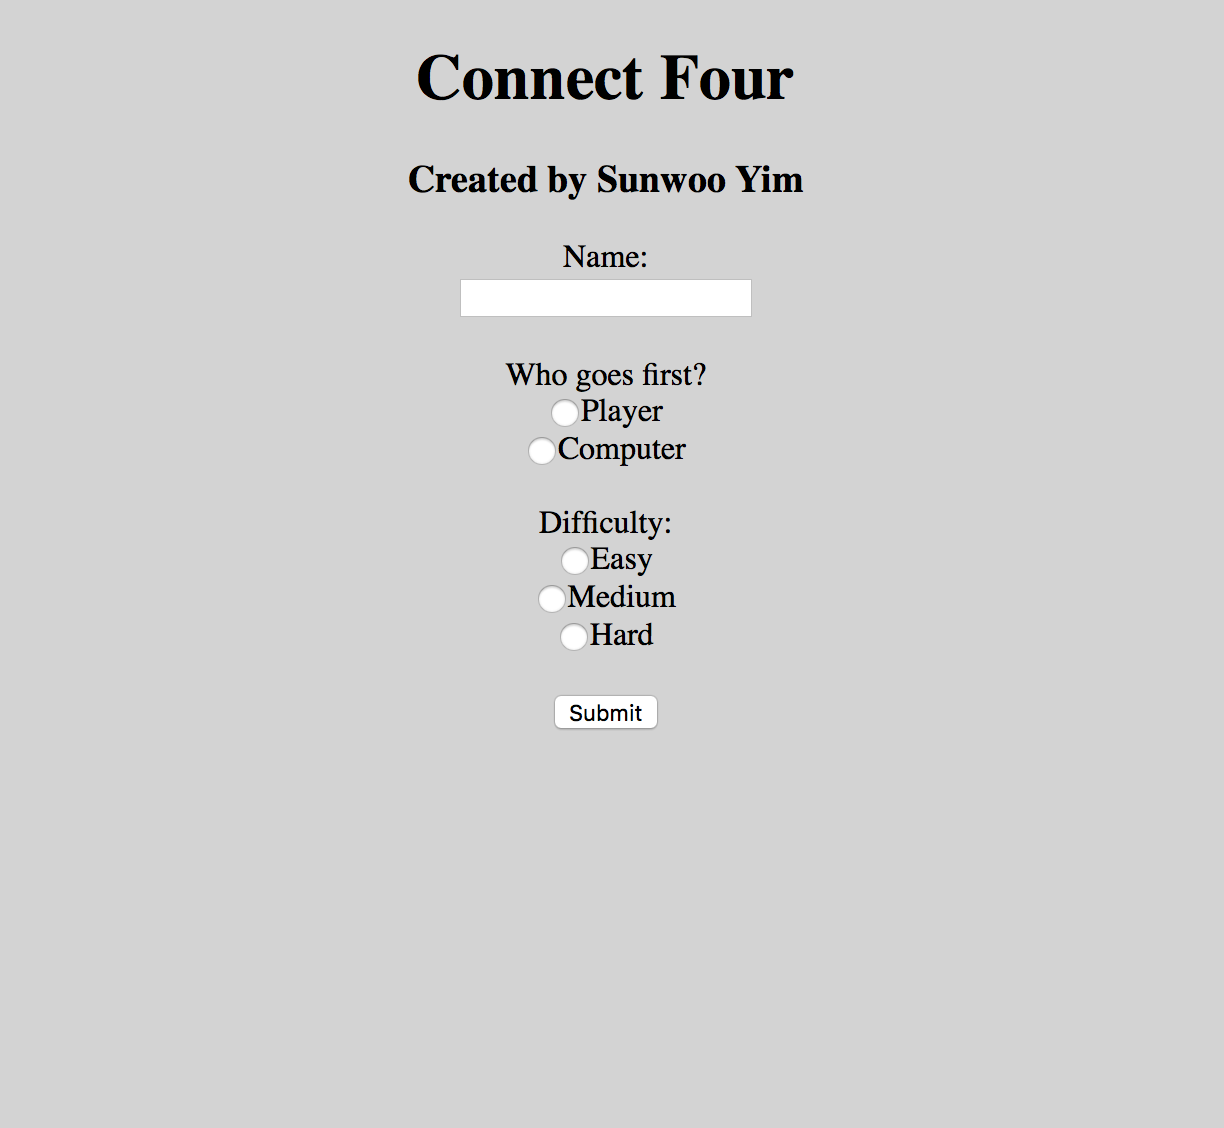 Connect Four
Created by Sunwoo Yim
Name:
Who goes first?
Player
Computer
Difficulty:
Easy
Medium
Hard
Submit